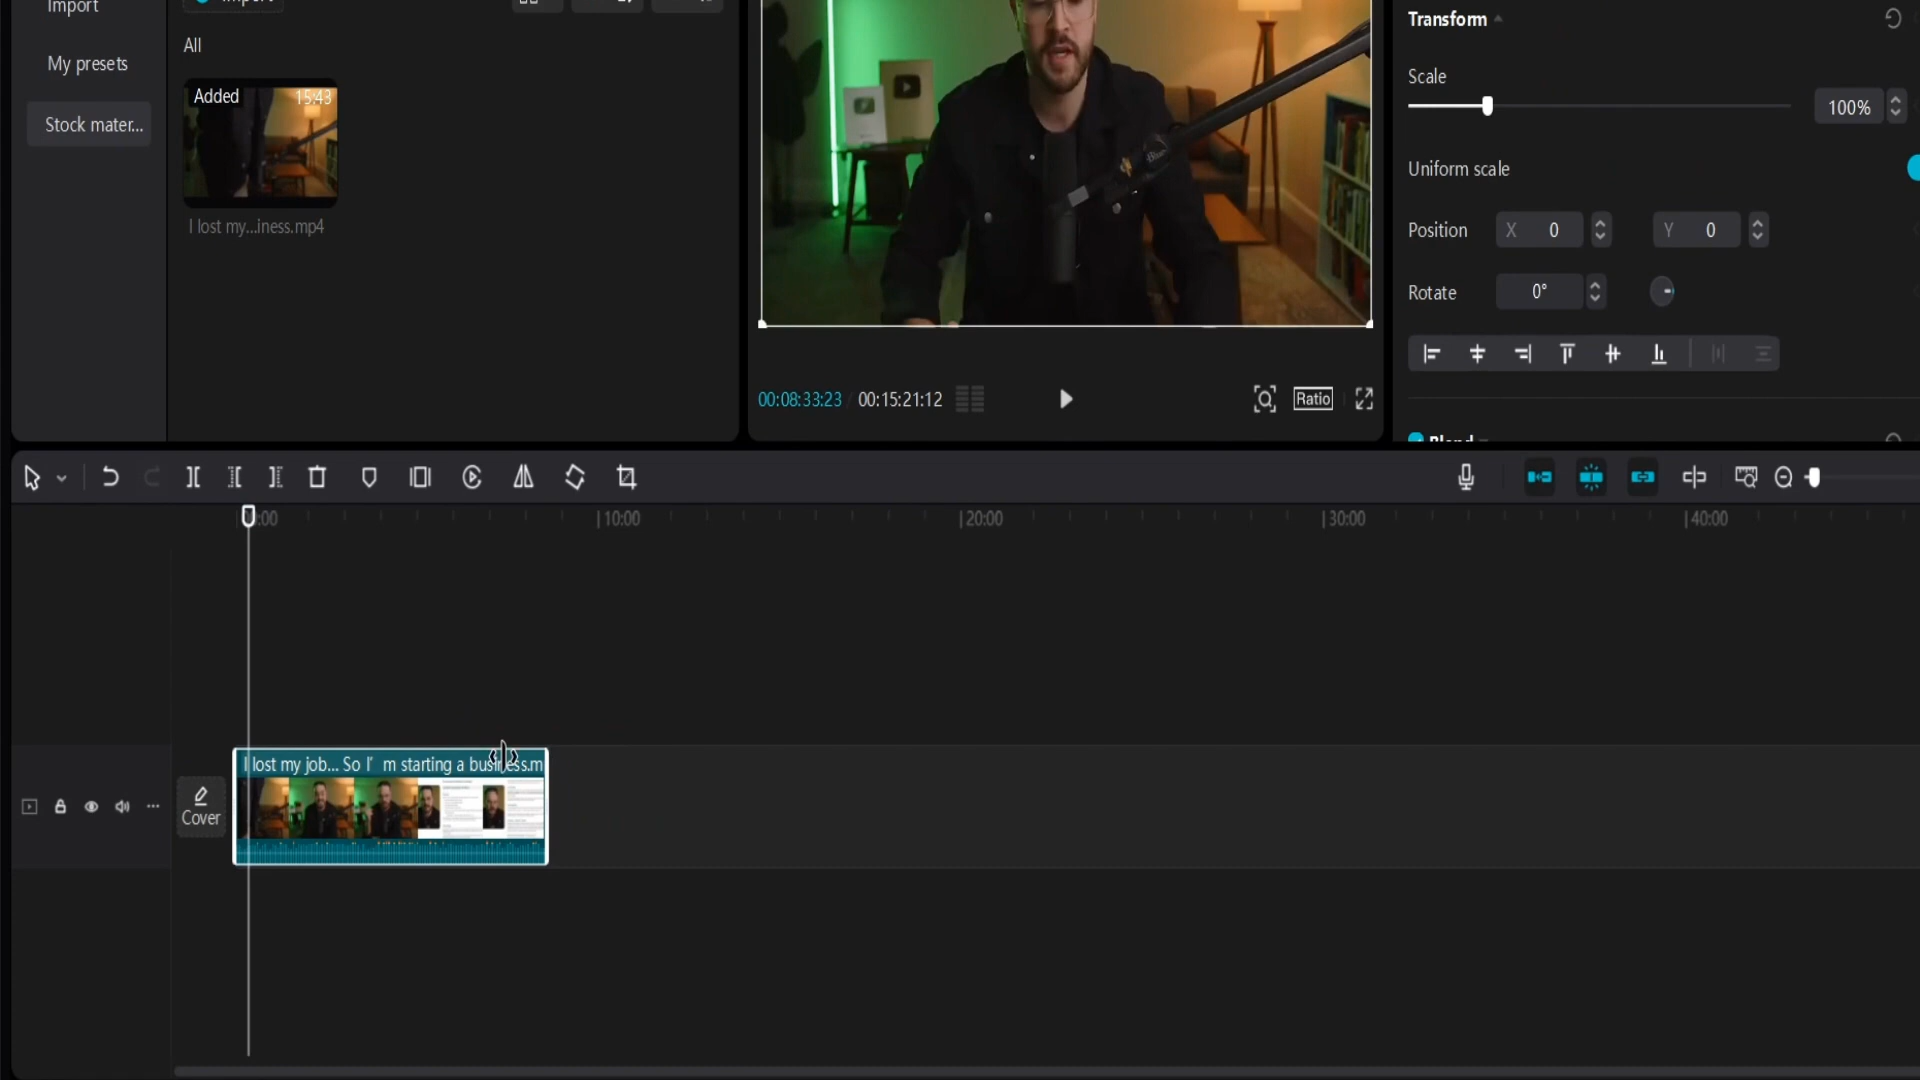 Import
My presets
Stock mater...
Import
All
Added
15:43
I lost my...iness.mp4
Transform
Scale
100%
Uniform scale
Position
X 0
Y 0
Rotate
0°
00:08:33:23 / 00:15:21:12
Ratio
Blend
|10:00
|20:00
|30:00
|40:00
Cover
I lost my job... So I’m starting a business.m